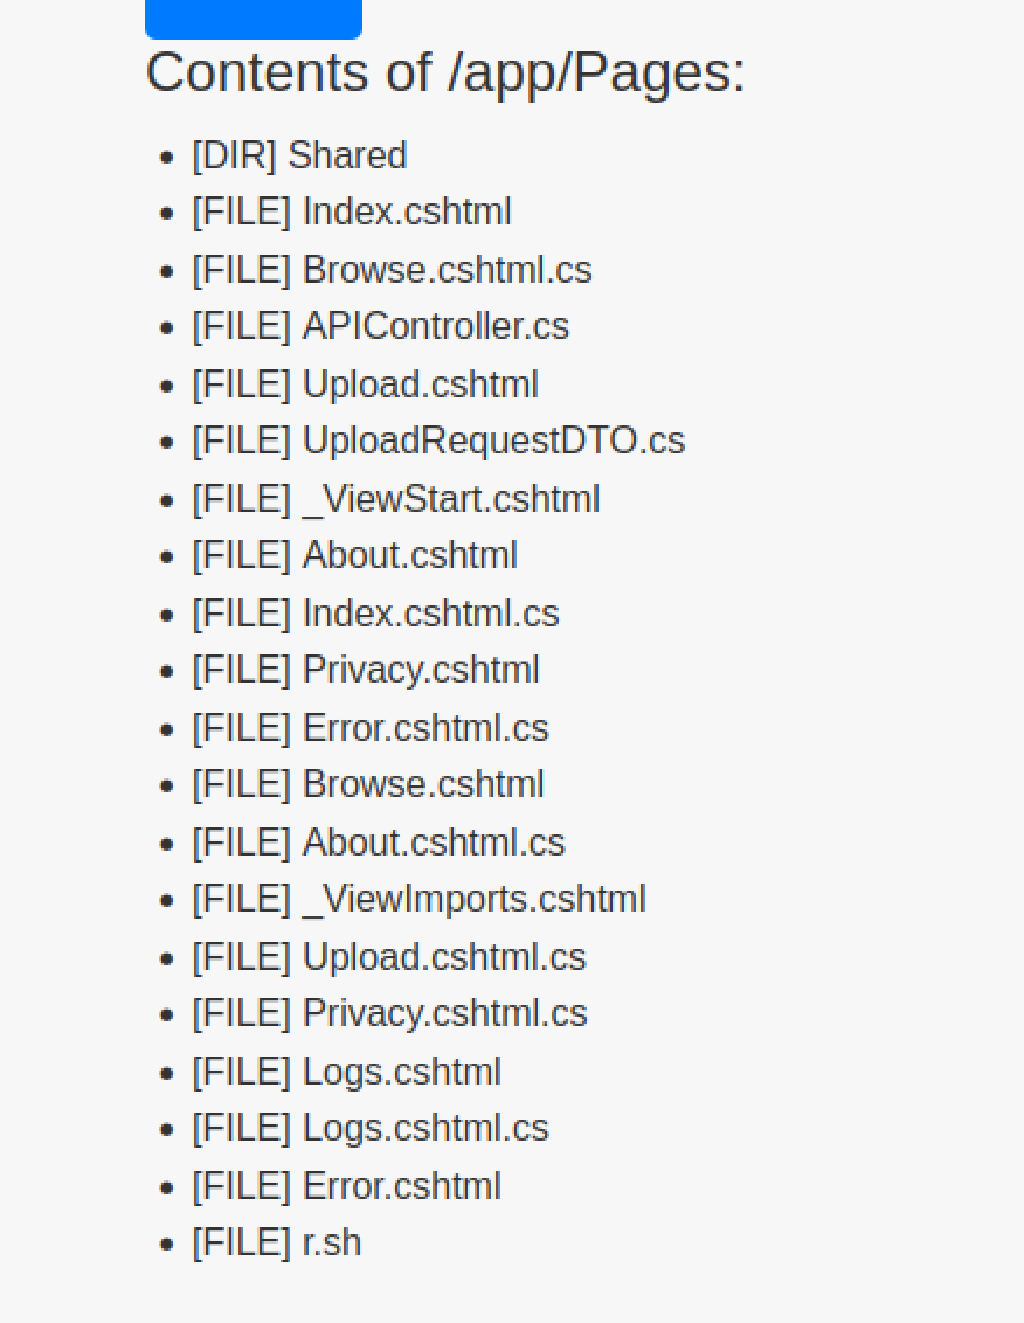 Contents of /app/Pages:
• [DIR] Shared
• [FILE] Index.cshtml
• [FILE] Browse.cshtml.cs
• [FILE] APIController.cs
• [FILE] Upload.cshtml
• [FILE] UploadRequestDTO.cs
• [FILE] _ViewStart.cshtml
• [FILE] About.cshtml
• [FILE] Index.cshtml.cs
• [FILE] Privacy.cshtml
• [FILE] Error.cshtml.cs
• [FILE] Browse.cshtml
• [FILE] About.cshtml.cs
• [FILE] _ViewImports.cshtml
• [FILE] Upload.cshtml.cs
• [FILE] Privacy.cshtml.cs
• [FILE] Logs.cshtml
• [FILE] Logs.cshtml.cs
• [FILE] Error.cshtml
• [FILE] r.sh